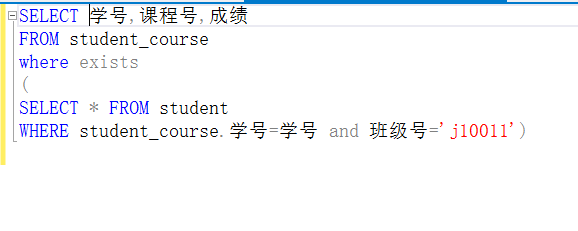 SELECT 学号,课程号,成绩
FROM student_course
where exists
(
SELECT * FROM student
WHERE student_course.学号=学号 and 班级号='j10011')